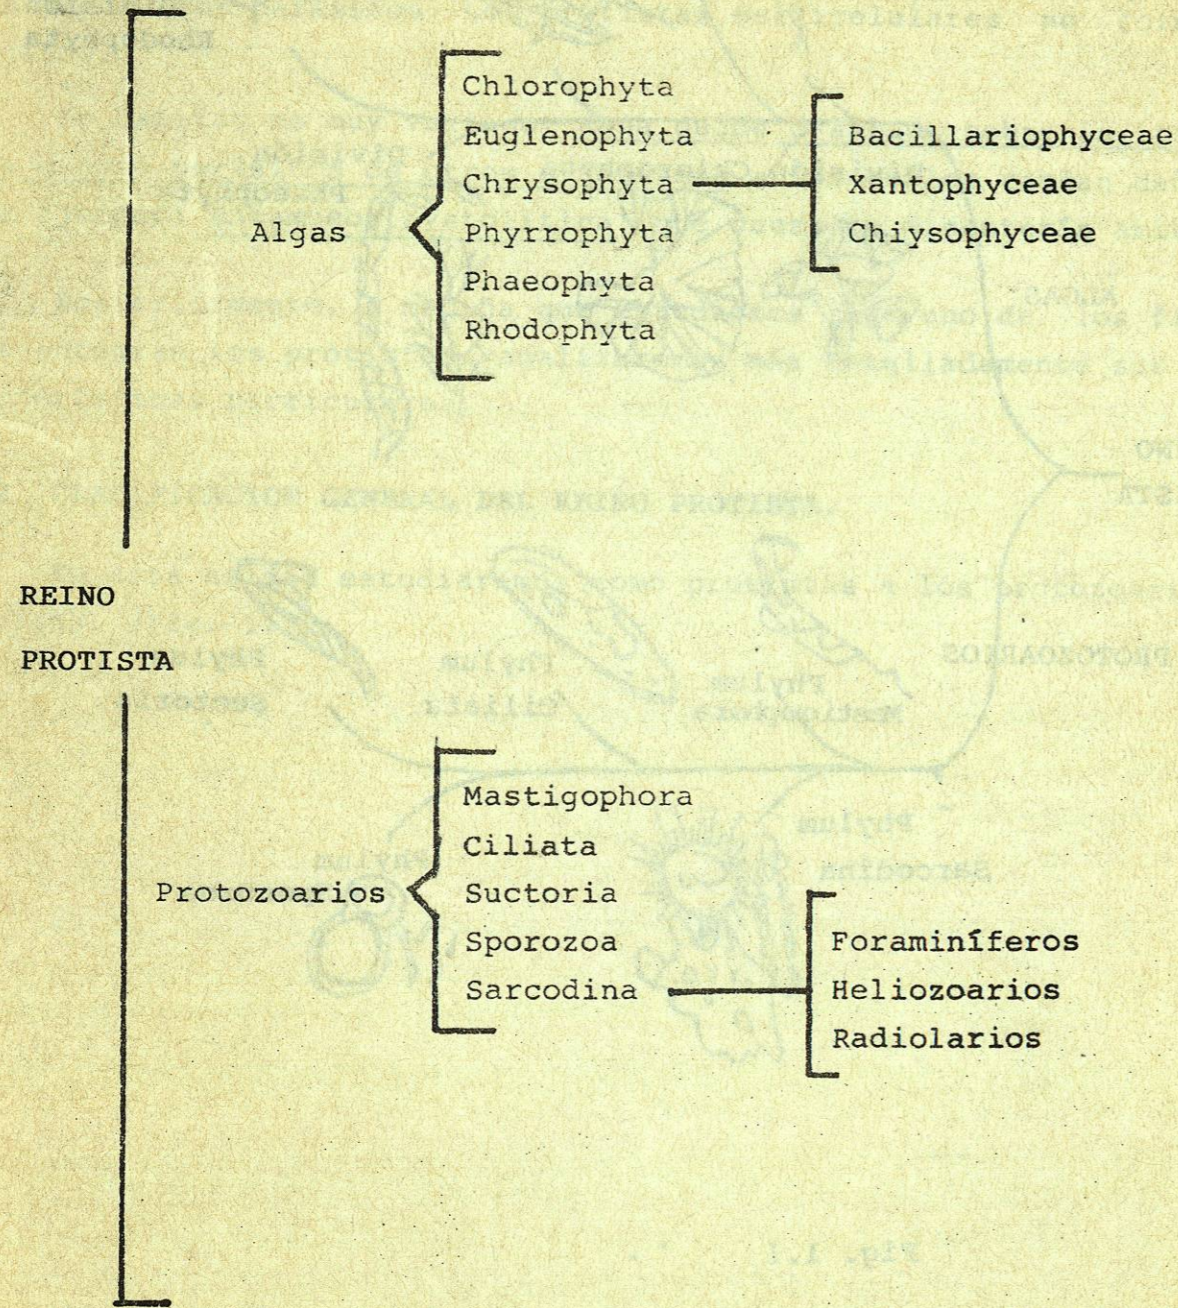 Chlorophyta
Euglenophyta
Chrysophyta
Algas
Phyrrophyta
Phaeophyta
Rhodophyta
Bacillariophyceae
Xantophyceae
Chiysophyceae
REINO
PROTISTA
Mastigophora
Ciliata
Protozoarios
Suctoria
Sporozoa
Sarcodina
Foraminíferos
Heliozoarios
Radiolarios